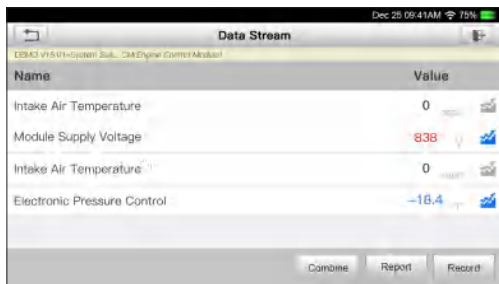 Dec 25 09:41AM 75%
Data Stream
Name Value
Intake Air Temperature 0
Module Supply Voltage 838 V
Intake Air Temperature 0
Electronic Pressure Control -18.4
Combine Report Record